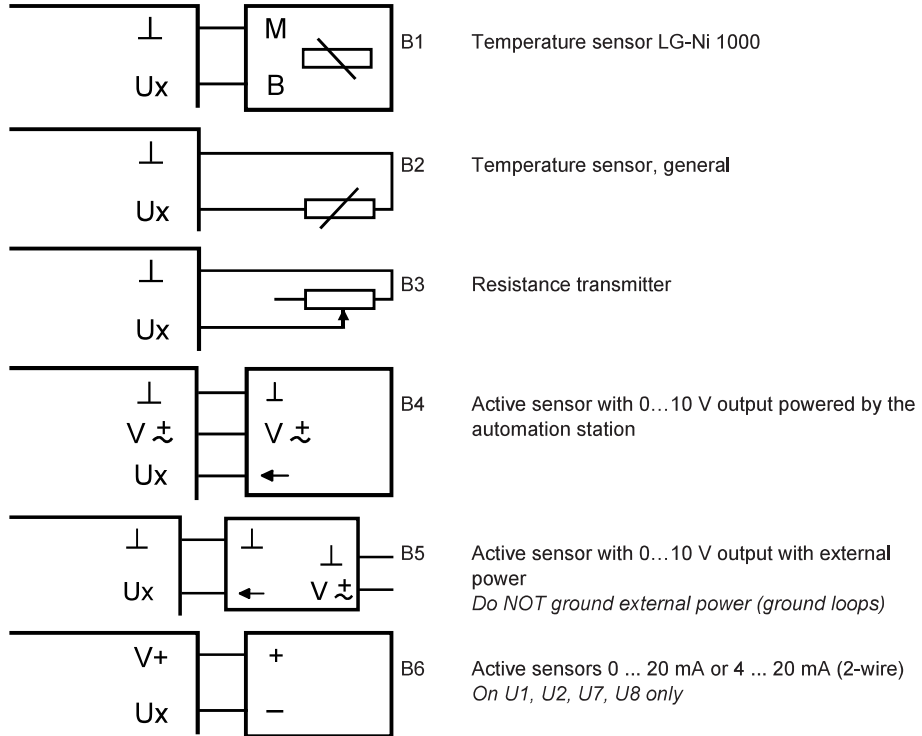 ⊥ M B1 Temperature sensor LG-Ni 1000
Ux B
⊥ B2 Temperature sensor, general
Ux
⊥ B3 Resistance transmitter
Ux
⊥ ⊥ B4 Active sensor with 0…10 V output powered by the
V ≂± V ≂± automation station
Ux ←
⊥ ⊥ ⊥ B5 Active sensor with 0…10 V output with external
power
Ux ← V ≂± Do NOT ground external power (ground loops)
V+ + B6 Active sensors 0 ... 20 mA or 4 ... 20 mA (2-wire)
On U1, U2, U7, U8 only
Ux −